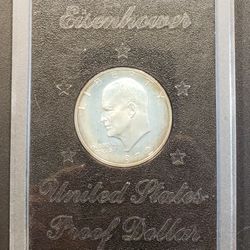 Eisenhower
United States
Proof Dollar